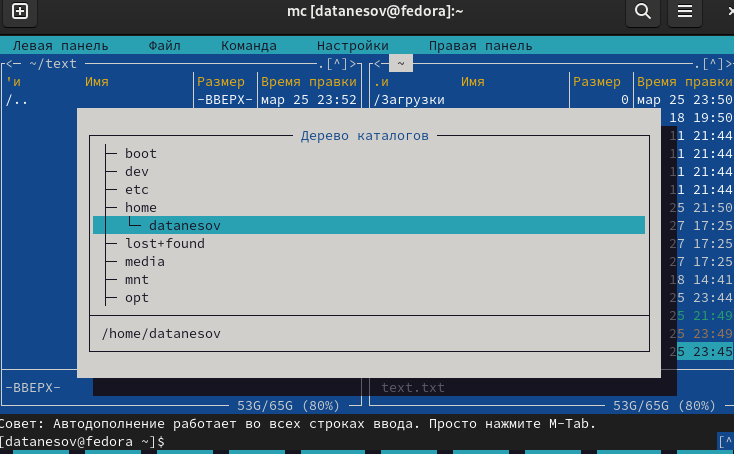 mc [datanesov@fedora]:~
Левая панель Файл Команда Настройки Правая панель
<─ ~/text .[^]> <─ ~ .[^]>
'и Имя Размер Время правки .и Имя Размер Время правки
/.. -ВВЕРХ- мар 25 23:52 /Загрузки 0 мар 25 23:50
18 19:50
Дерево каталогов 11 21:44
boot 11 21:44
dev 11 21:44
etc 11 21:44
home 25 21:50
datanesov 27 17:25
lost+found 27 17:25
media 27 17:25
mnt 18 14:41
opt 25 23:44
25 21:49
/home/datanesov 25 23:49
25 23:45
-ВВЕРХ- text.txt
53G/65G (80%) 53G/65G (80%)
Совет: Автодополнение работает во всех строках ввода. Просто нажмите M-Tab.
[datanesov@fedora ~]$ [^